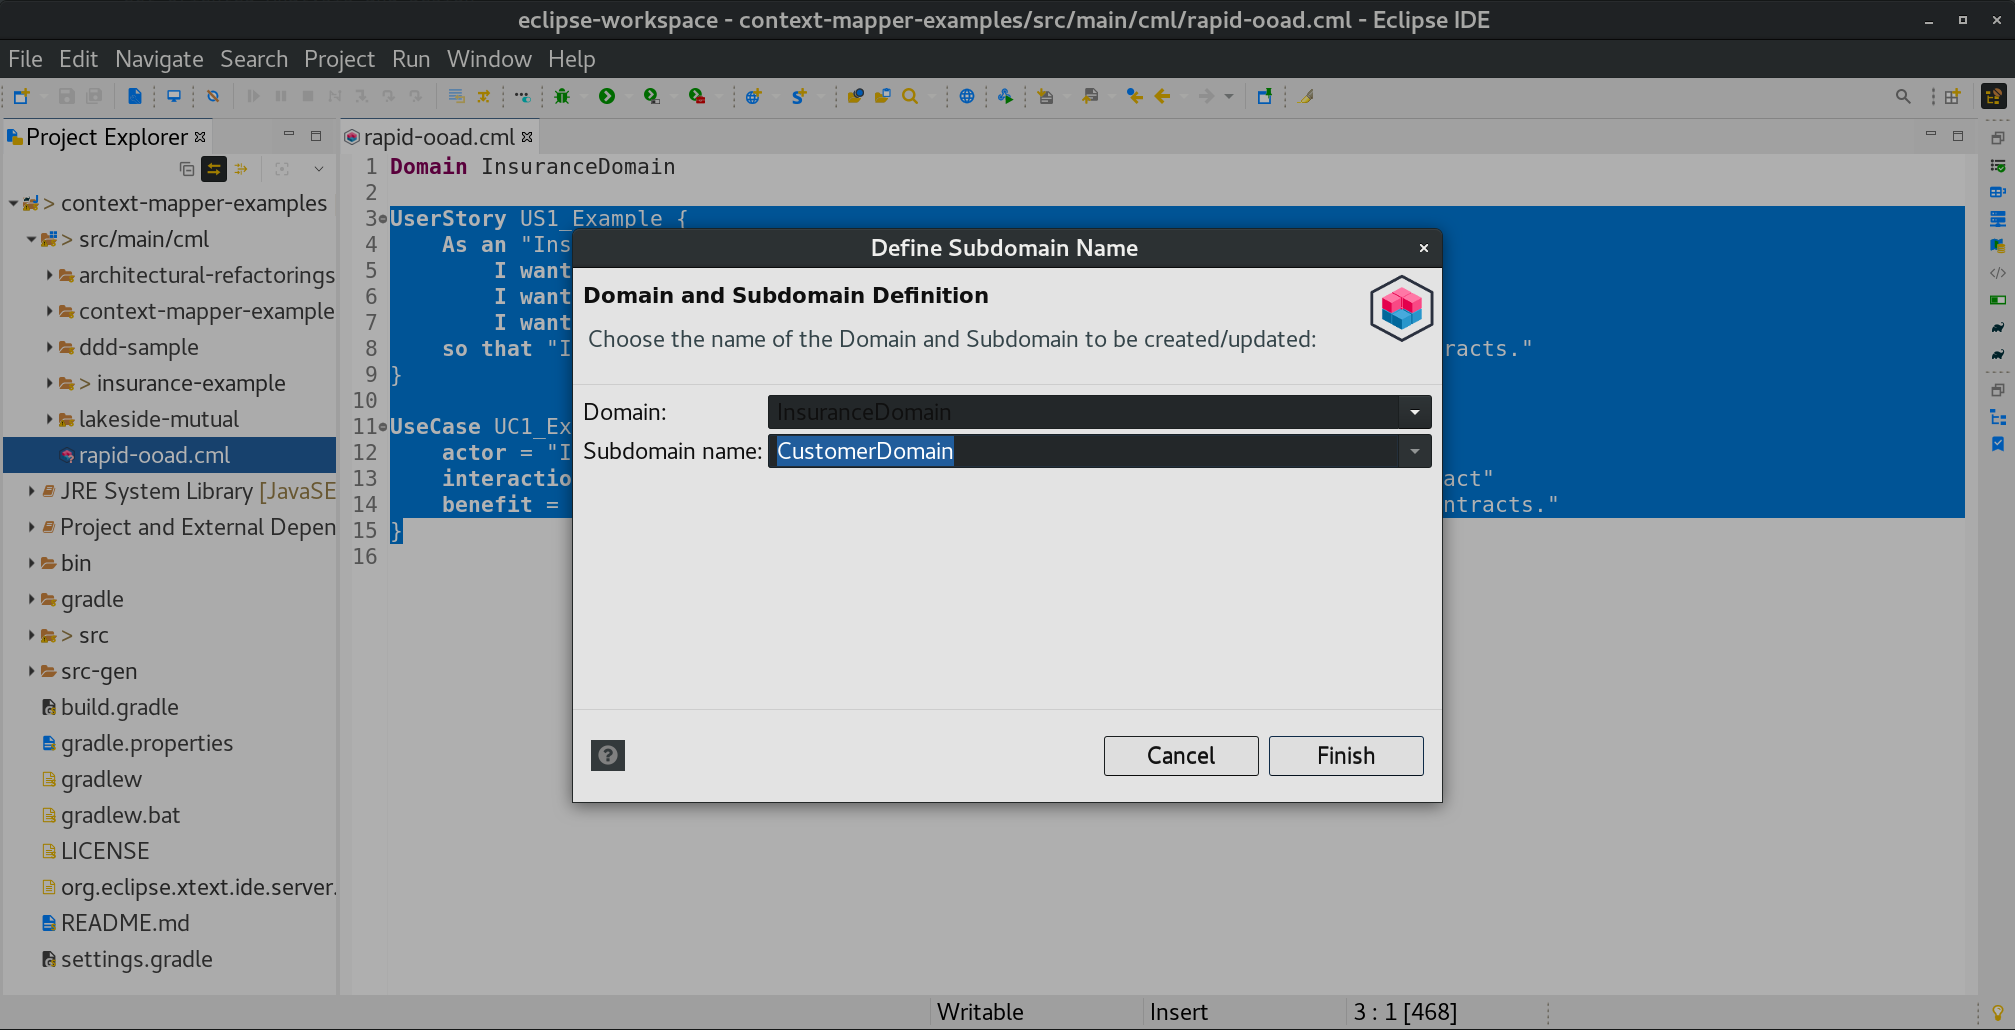 eclipse-workspace - context-mapper-examples/src/main/cml/rapid-ooad.cml - Eclipse IDE
File Edit Navigate Search Project Run Window Help
Project Explorer
context-mapper-examples
src/main/cml
architectural-refactorings
context-mapper-example
ddd-sample
insurance-example
lakeside-mutual
rapid-ooad.cml
JRE System Library [JavaSE
Project and External Depen
bin
gradle
src
src-gen
build.gradle
gradle.properties
gradlew
gradlew.bat
LICENSE
org.eclipse.xtext.ide.server.
README.md
settings.gradle
rapid-ooad.cml
1 Domain InsuranceDomain
2
3 UserStory US1_Example {
4 As an "Ins
5 I want
6 I want
7 I want
8 so that "I racts."
9 }
10
11 UseCase UC1_Ex
12 actor = "I
13 interactio act"
14 benefit = ntracts."
15 }
16
Define Subdomain Name
Domain and Subdomain Definition
Choose the name of the Domain and Subdomain to be created/updated:
Domain: InsuranceDomain
Subdomain name: CustomerDomain
Cancel Finish
Writable Insert 3 : 1 [468]